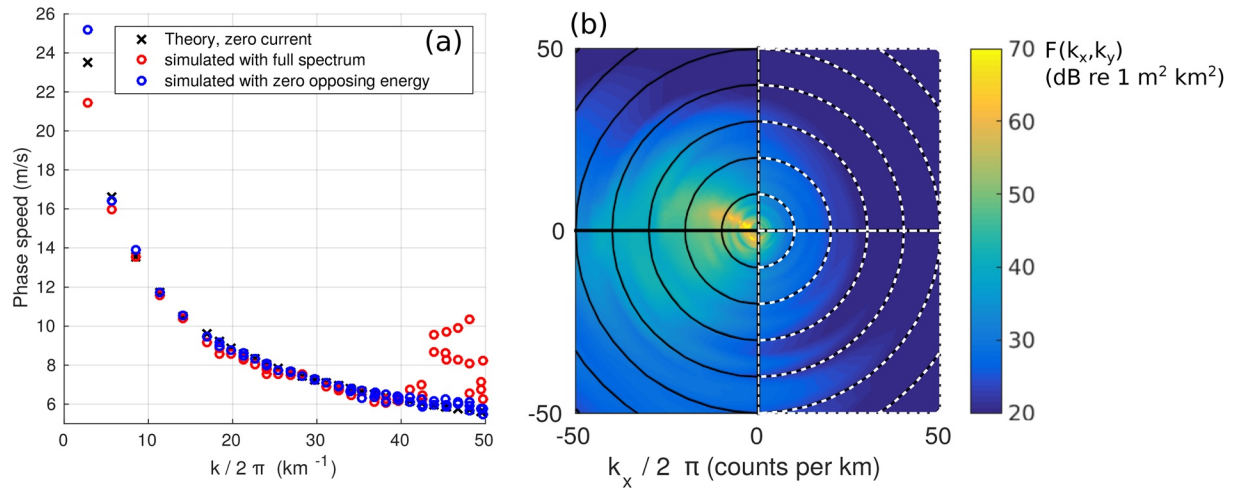 26
24
22
20
18
16
14
12
10
8
6
Phase speed (m/s)
Theory, zero current
simulated with full spectrum
simulated with zero opposing energy
(a)
0 10 20 30 40 50
k / 2 π (km⁻¹)
(b)
50
0
-50
-50 0 50
kₓ / 2 π (counts per km)
70
60
50
40
30
20
F(kₓ,k_y)
(dB re 1 m² km²)